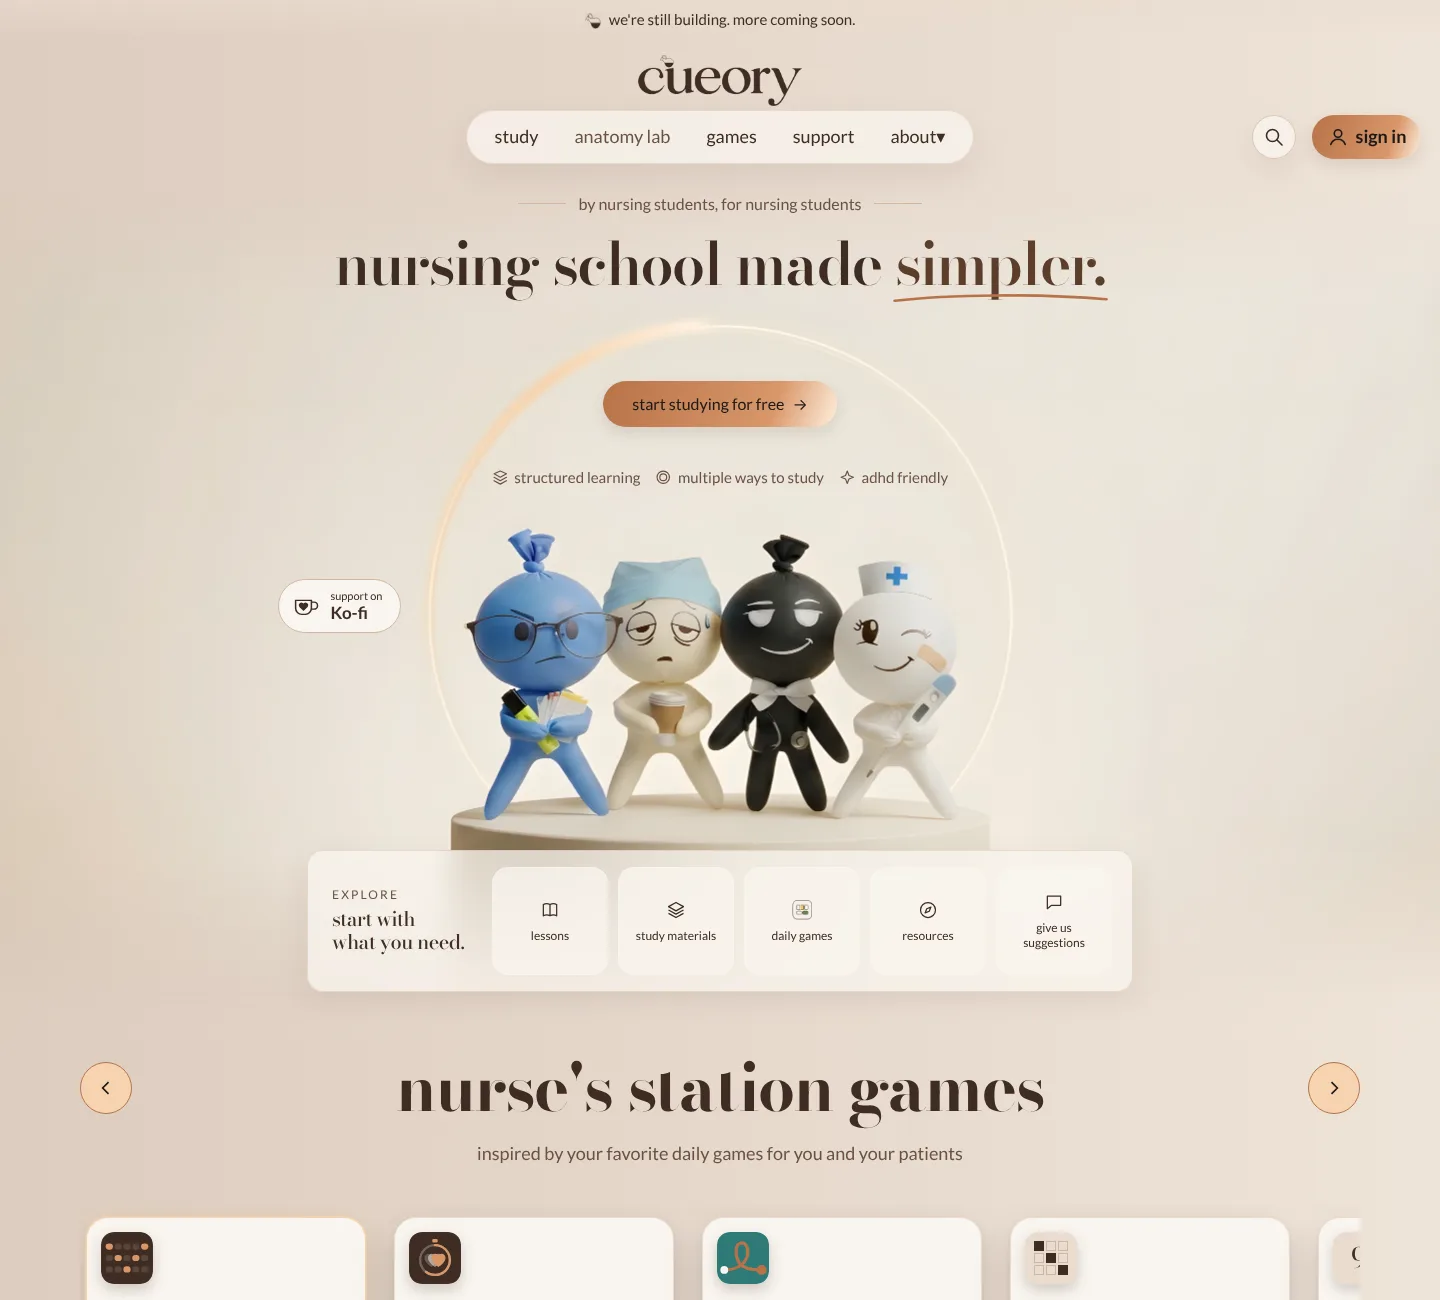 we're still building. more coming soon.
cueory
study anatomy lab games support about▾
sign in
by nursing students, for nursing students
nursing school made simpler.
start studying for free →
structured learning multiple ways to study adhd friendly
support on
Ko-fi
EXPLORE
start with
what you need.
lessons
study materials
daily games
resources
give us
suggestions
nurse's station games
inspired by your favorite daily games for you and your patients